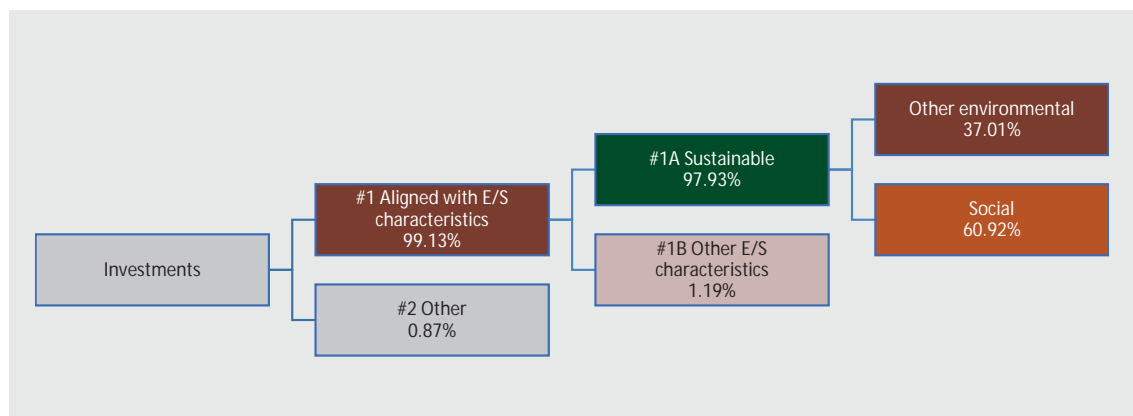 Investments
#1 Aligned with E/S
characteristics
99.13%
#2 Other
0.87%
#1A Sustainable
97.93%
#1B Other E/S
characteristics
1.19%
Other environmental
37.01%
Social
60.92%